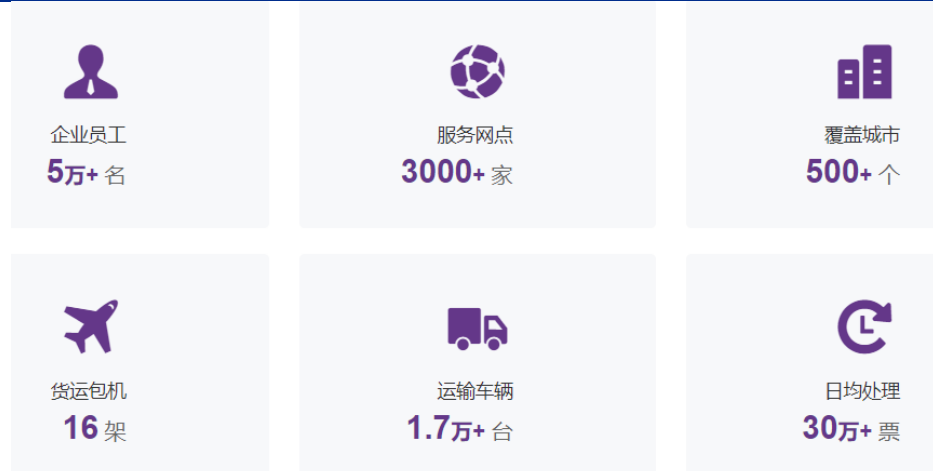 企业员工
5万+ 名
服务网点
3000+ 家
覆盖城市
500+ 个
货运包机
16 架
运输车辆
1.7万+ 台
日均处理
30万+ 票